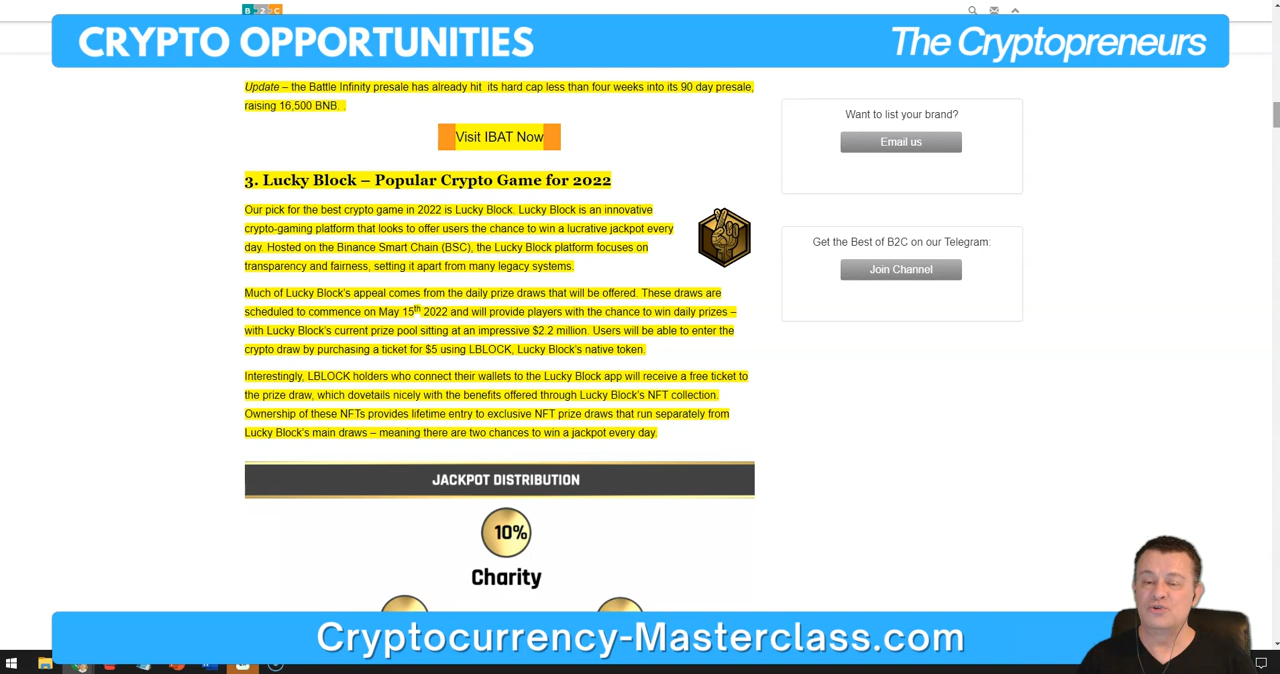 B 2 C
CRYPTO OPPORTUNITIES
The Cryptopreneurs
Update – the Battle Infinity presale has already hit its hard cap less than four weeks into its 90 day presale,
raising 16,500 BNB. .
Visit IBAT Now
3. Lucky Block – Popular Crypto Game for 2022
Our pick for the best crypto game in 2022 is Lucky Block. Lucky Block is an innovative
crypto-gaming platform that looks to offer users the chance to win a lucrative jackpot every
day. Hosted on the Binance Smart Chain (BSC), the Lucky Block platform focuses on
transparency and fairness, setting it apart from many legacy systems.
Much of Lucky Block's appeal comes from the daily prize draws that will be offered. These draws are
scheduled to commence on May 15th 2022 and will provide players with the chance to win daily prizes –
with Lucky Block's current prize pool sitting at an impressive $2.2 million. Users will be able to enter the
crypto draw by purchasing a ticket for $5 using LBLOCK, Lucky Block's native token.
Interestingly, LBLOCK holders who connect their wallets to the Lucky Block app will receive a free ticket to
the prize draw, which dovetails nicely with the benefits offered through Lucky Block's NFT collection.
Ownership of these NFTs provides lifetime entry to exclusive NFT prize draws that run separately from
Lucky Block's main draws – meaning there are two chances to win a jackpot every day.
JACKPOT DISTRIBUTION
10%
Charity
Want to list your brand?
Email us
Get the Best of B2C on our Telegram:
Join Channel
Cryptocurrency-Masterclass.com